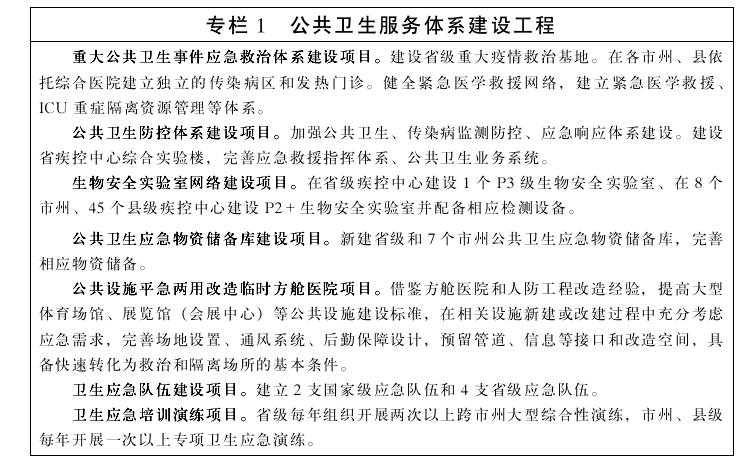 专栏 1 公共卫生服务体系建设工程
重大公共卫生事件应急救治体系建设项目。建设省级重大疫情救治基地。在各市州、县依
托综合医院建立独立的传染病区和发热门诊。健全紧急医学救援网络，建立紧急医学救援、
ICU 重症隔离资源管理等体系。
公共卫生防控体系建设项目。加强公共卫生、传染病监测防控、应急响应体系建设。建设
省疾控中心综合实验楼，完善应急救援指挥体系、公共卫生业务系统。
生物安全实验室网络建设项目。在省级疾控中心建设 1 个 P3 级生物安全实验室、在 8 个
市州、45 个县级疾控中心建设 P2+生物安全实验室并配备相应检测设备。
公共卫生应急物资储备库建设项目。新建省级和 7 个市州公共卫生应急物资储备库，完善
相应物资储备。
公共设施平急两用改造临时方舱医院项目。借鉴方舱医院和人防工程改造经验，提高大型
体育场馆、展览馆（会展中心）等公共设施建设标准，在相关设施新建或改建过程中充分考虑
应急需求，完善场地设置、通风系统、后勤保障设计，预留管道、信息等接口和改造空间，具
备快速转化为救治和隔离场所的基本条件。
卫生应急队伍建设项目。建立 2 支国家级应急队伍和 4 支省级应急队伍。
卫生应急培训演练项目。省级每年组织开展两次以上跨市州大型综合性演练，市州、县级
每年开展一次以上专项卫生应急演练。